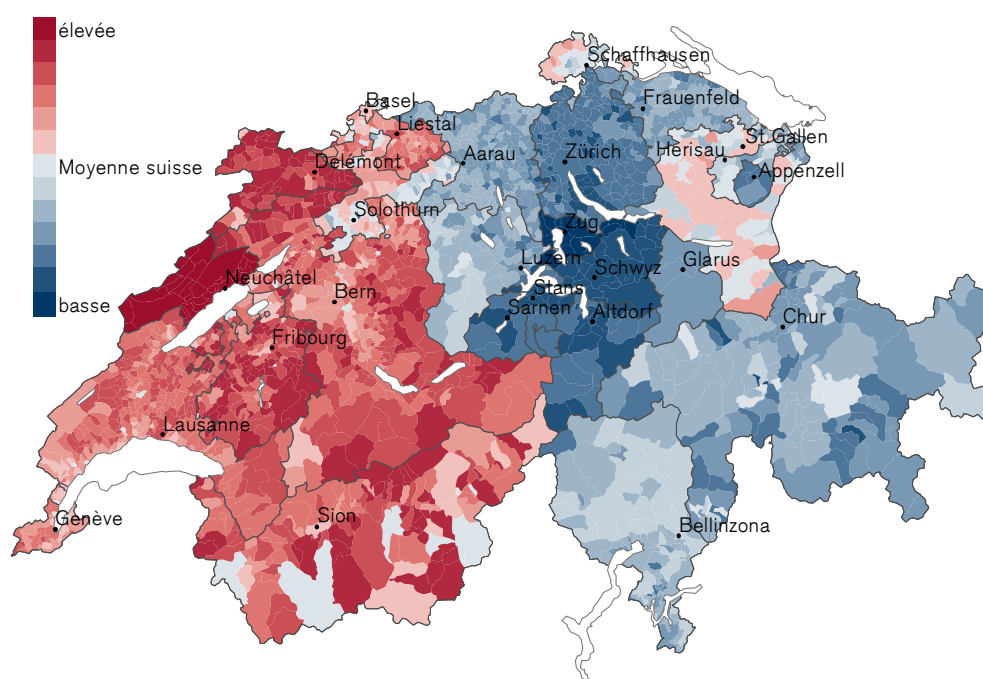 élevée
Moyenne suisse
basse
Schaffhausen
Basel
Frauenfeld
Liestal
St.Gallen
Herisau
Aarau
Zürich
Delémont
Appenzell
Solothurn
Zug
Luzern
Schwyz
Glarus
Neuchâtel
Stans
Bern
Sarnen
Altdorf
Chur
Fribourg
Lausanne
Genève
Sion
Bellinzona